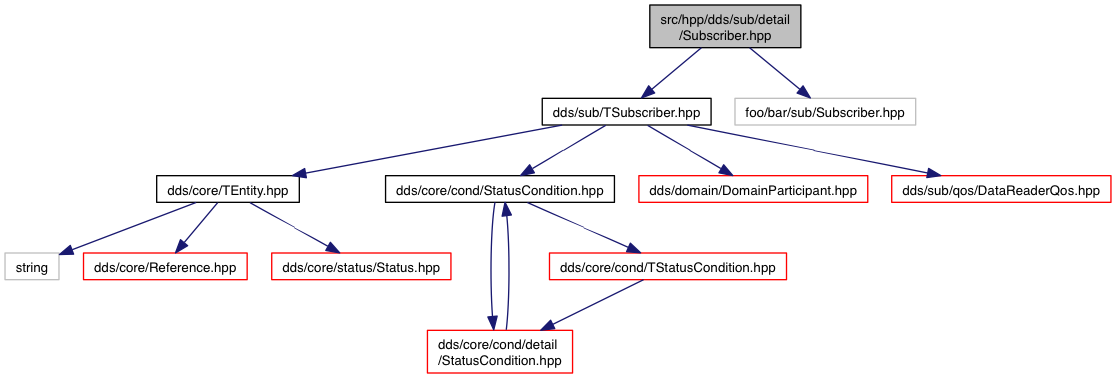 src/hpp/dds/sub/detail
/Subscriber.hpp
dds/sub/TSubscriber.hpp
foo/bar/sub/Subscriber.hpp
dds/core/TEntity.hpp
dds/core/cond/StatusCondition.hpp
dds/domain/DomainParticipant.hpp
dds/sub/qos/DataReaderQos.hpp
string
dds/core/Reference.hpp
dds/core/status/Status.hpp
dds/core/cond/TStatusCondition.hpp
dds/core/cond/detail
/StatusCondition.hpp